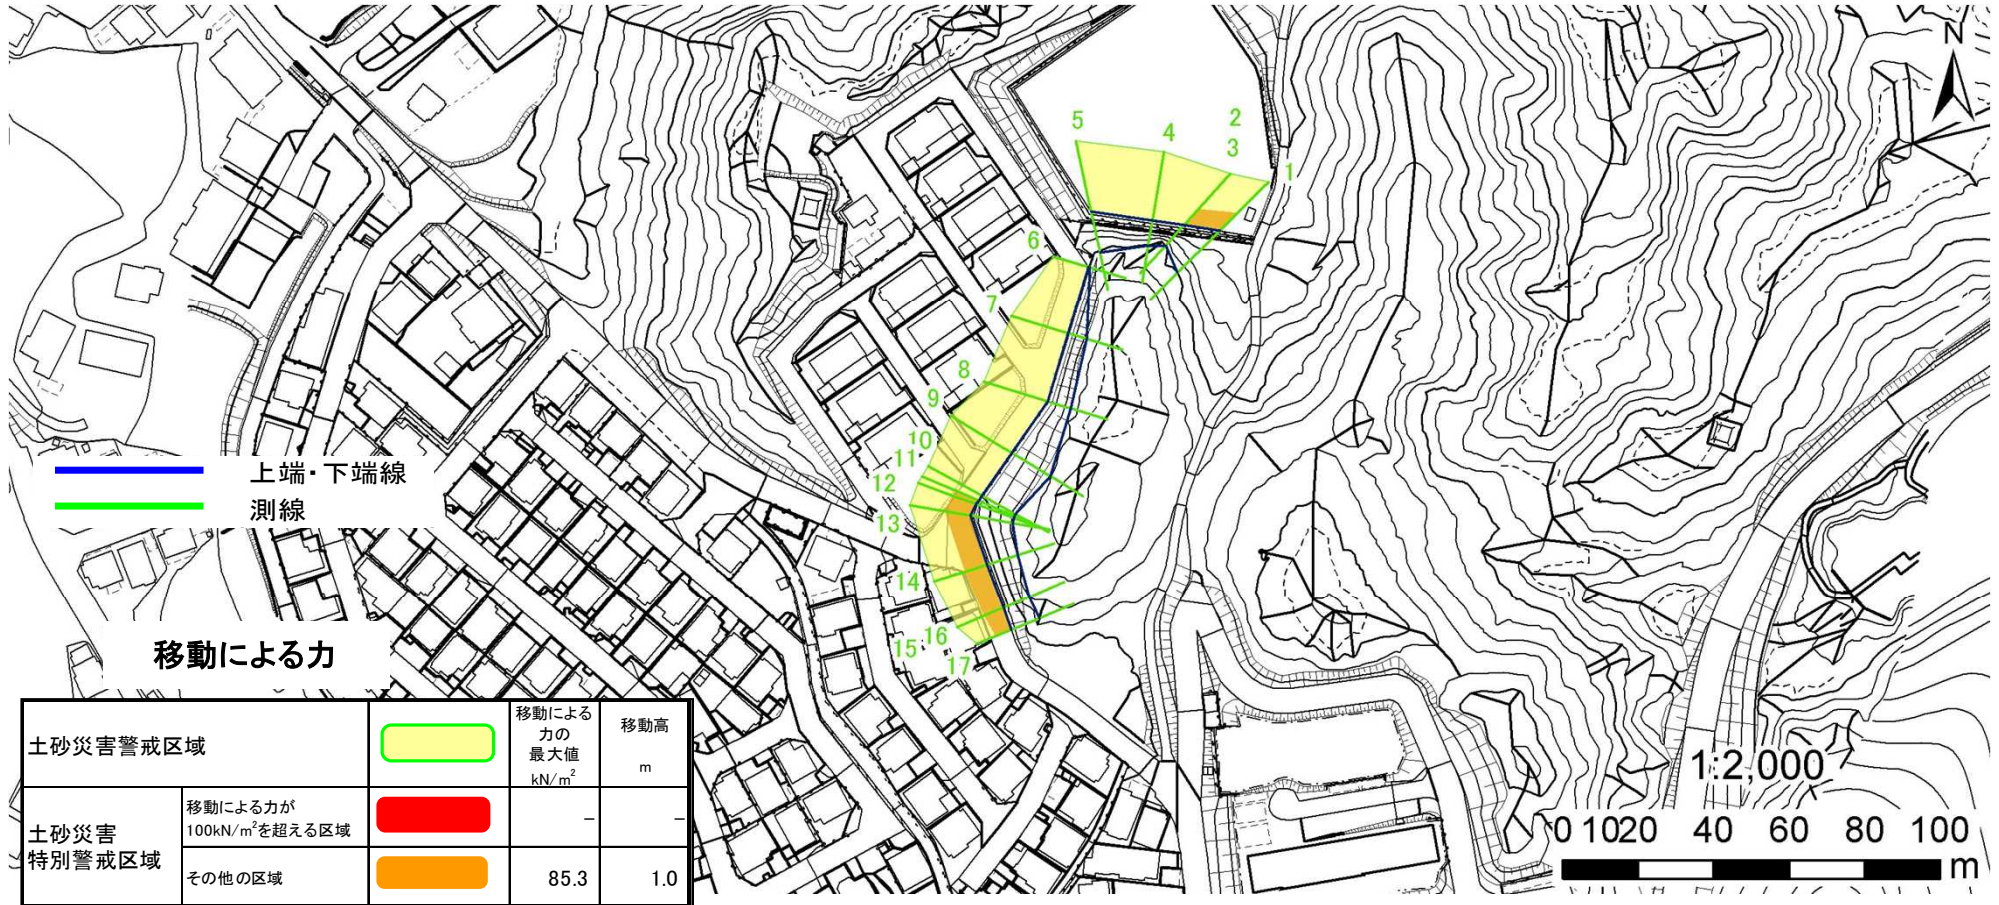 N
2
5
4
3
1
6
7
8
9
10
11
12
13
14
16
15
17
上端・下端線
測線
移動による力
土砂災害警戒区域
移動による
力の
最大値
kN/m²
移動高
m
土砂災害
特別警戒区域
移動による力が
100kN/m²を超える区域
－
－
その他の区域
85.3
1.0
1:2,000
0 1020 40 60 80 100
m